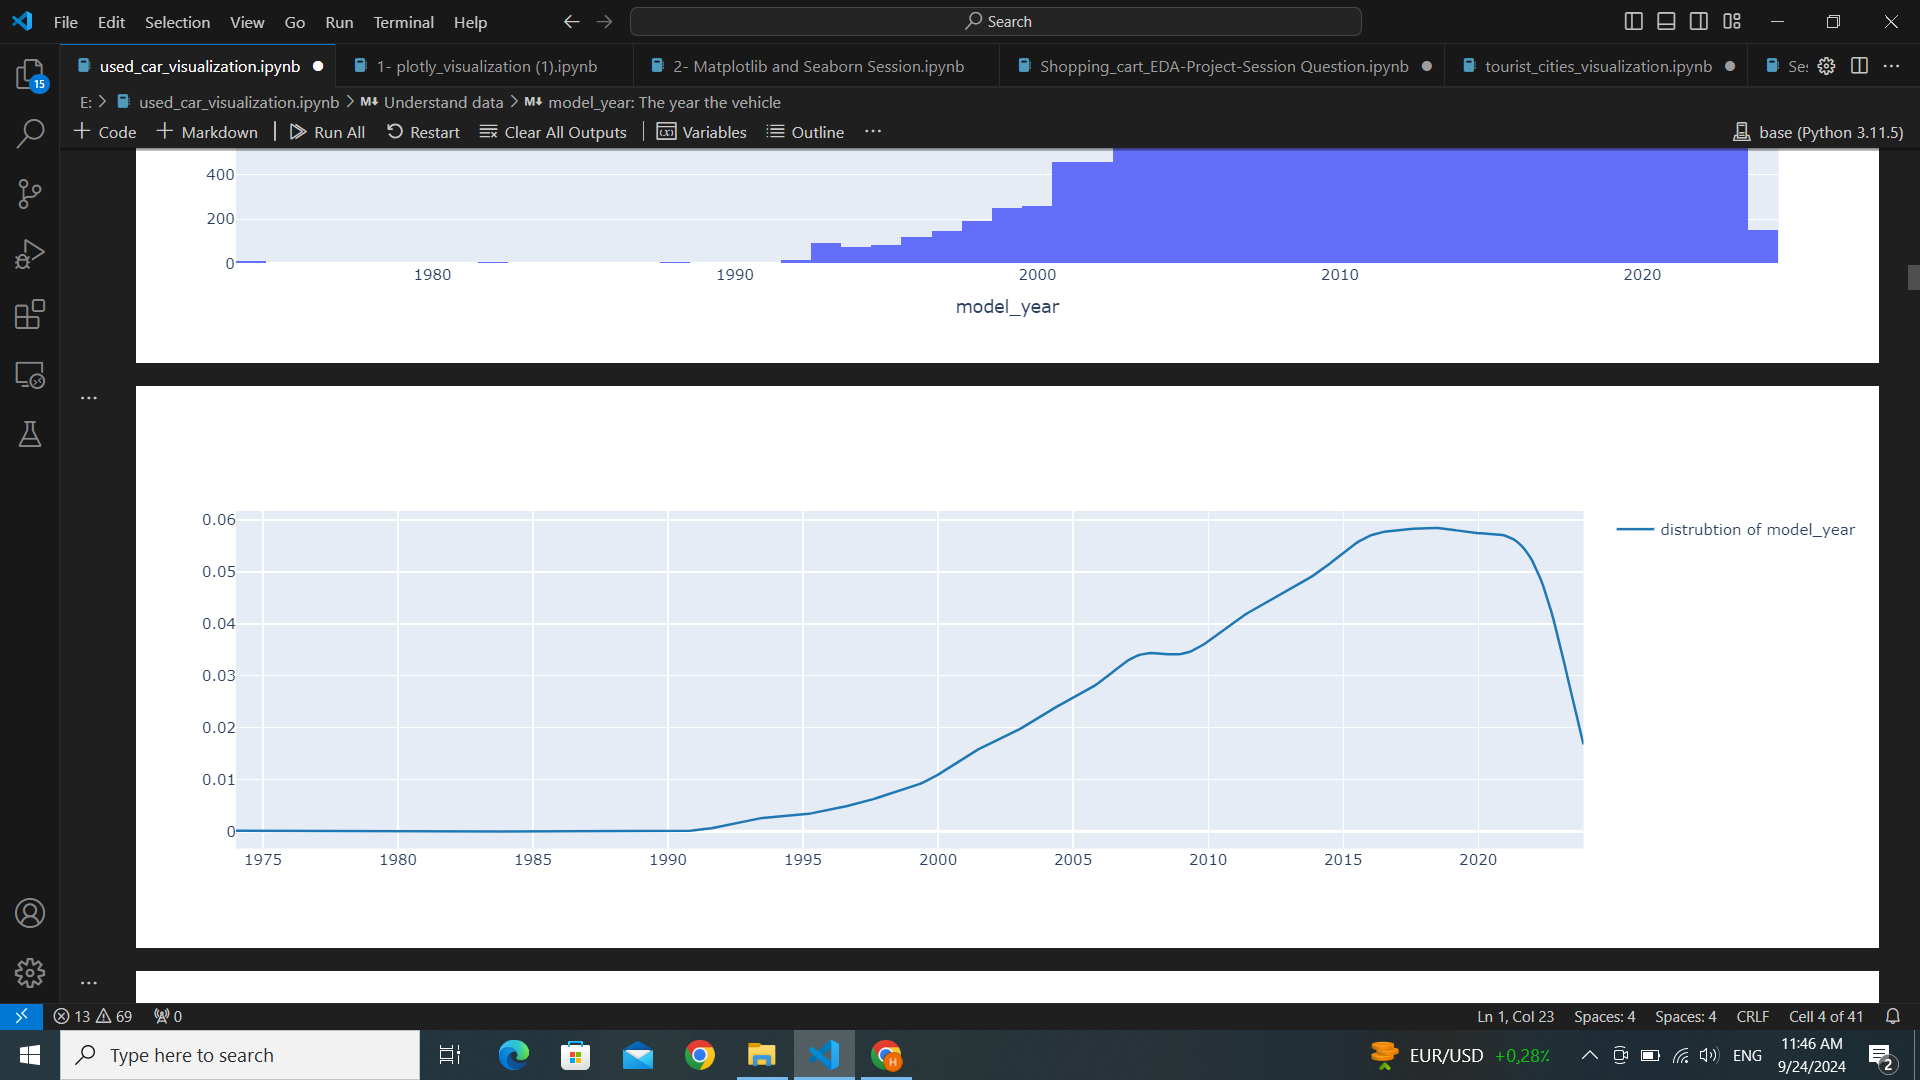 File Edit Selection View Go Run Terminal Help
Search
used_car_visualization.ipynb
1- plotly_visualization (1).ipynb
2- Matplotlib and Seaborn Session.ipynb
Shopping_cart_EDA-Project-Session Question.ipynb
tourist_cities_visualization.ipynb
Se
15
E: > used_car_visualization.ipynb > M↓ Understand data > M↓ model_year: The year the vehicle
+ Code + Markdown | Run All Restart Clear All Outputs | Variables Outline ...
base (Python 3.11.5)
400
200
0
1980 1990 2000 2010 2020
model_year
0.06
distrubtion of model_year
0.05
0.04
0.03
0.02
0.01
0
1975 1980 1985 1990 1995 2000 2005 2010 2015 2020
13 69 0
Ln 1, Col 23 Spaces: 4 Spaces: 4 CRLF Cell 4 of 41
Type here to search
H
EUR/USD +0,28%
ENG
11:46 AM
9/24/2024
2